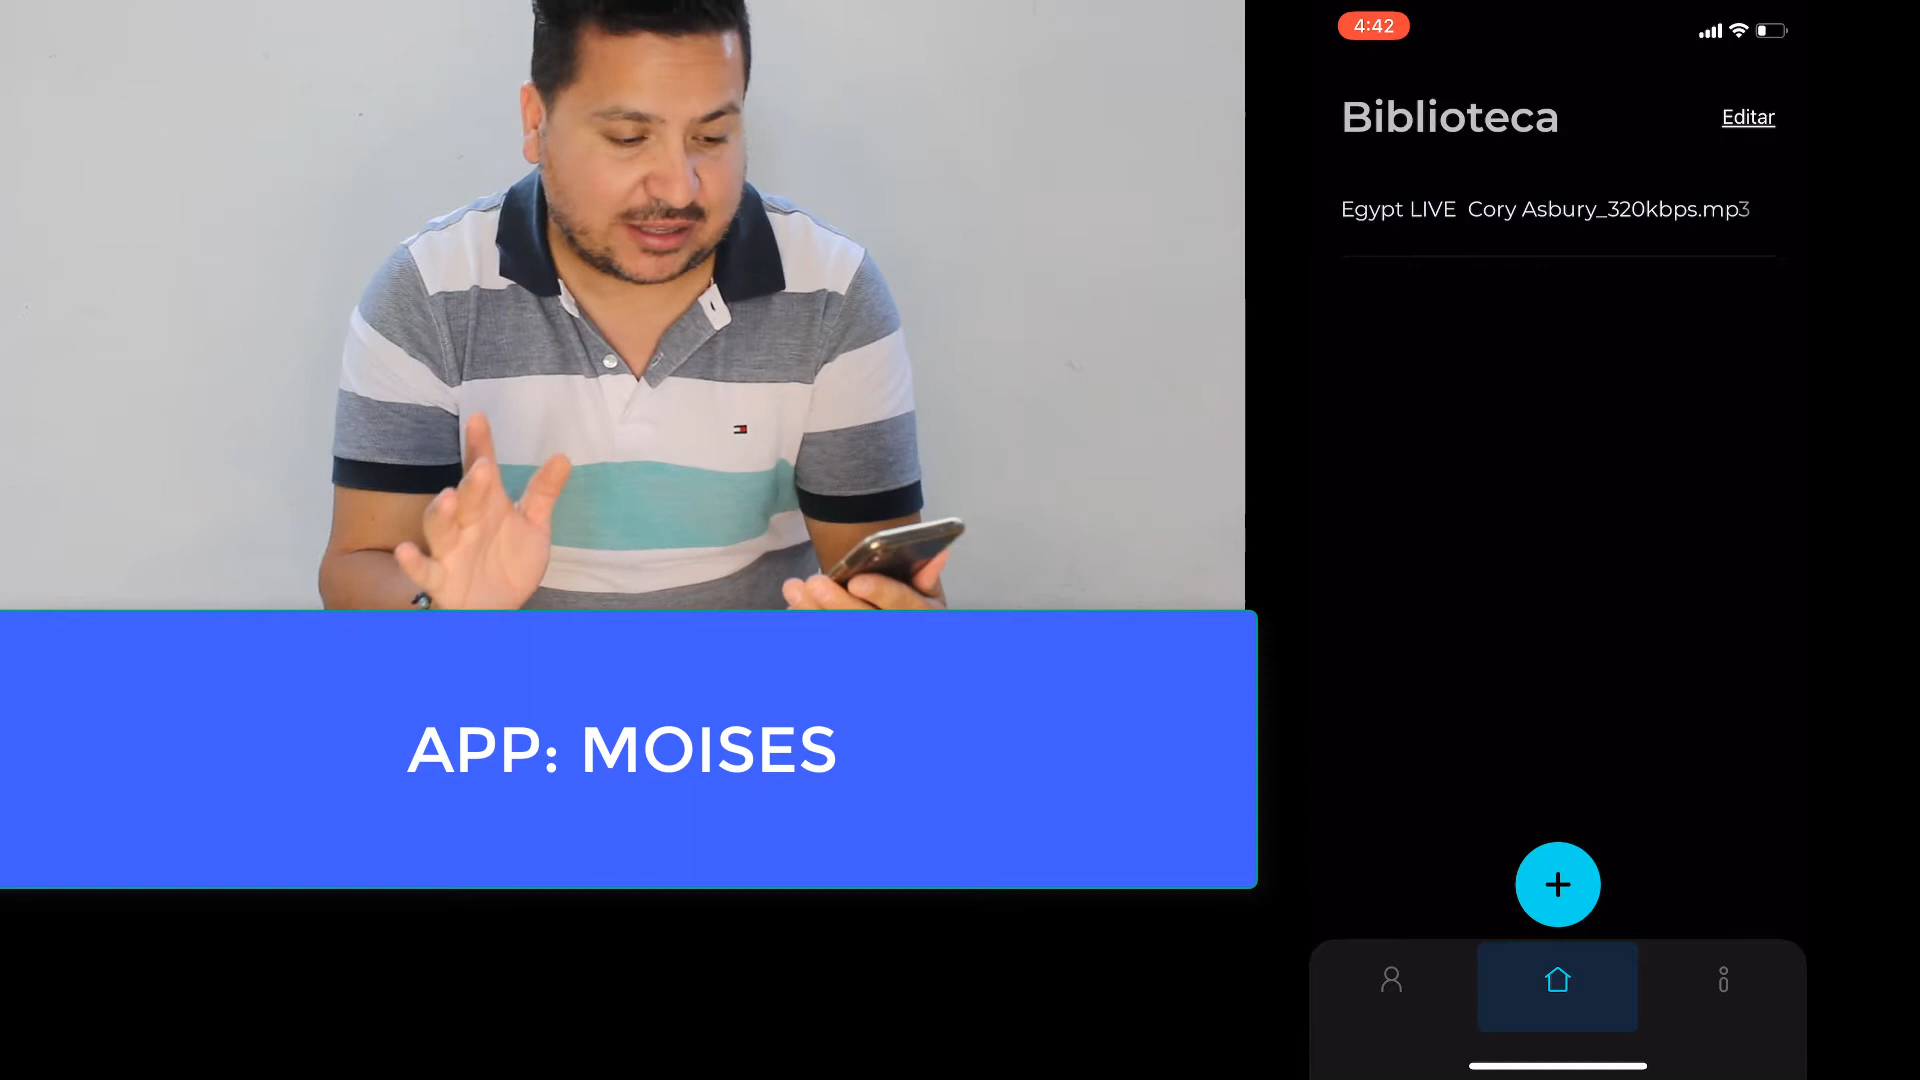 4:42
Biblioteca
Editar
Egypt LIVE Cory Asbury_320kbps.mp3
APP: MOISES